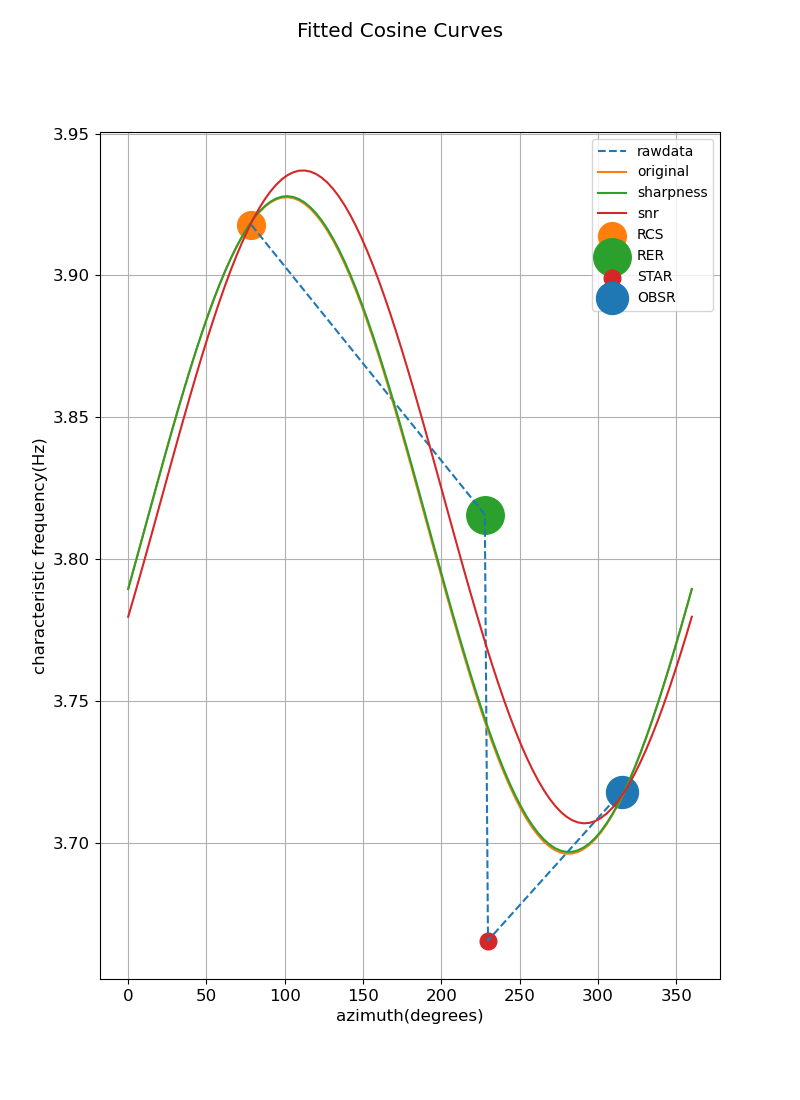 Fitted Cosine Curves
3.95
3.90
3.85
3.80
3.75
3.70
characteristic frequency(Hz)
rawdata
original
sharpness
snr
RCS
RER
STAR
OBSR
0 50 100 150 200 250 300 350
azimuth(degrees)